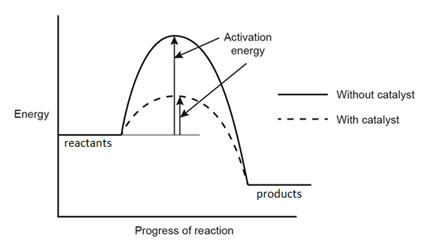 Activation
energy
Without catalyst
With catalyst
Energy
reactants
products
Progress of reaction